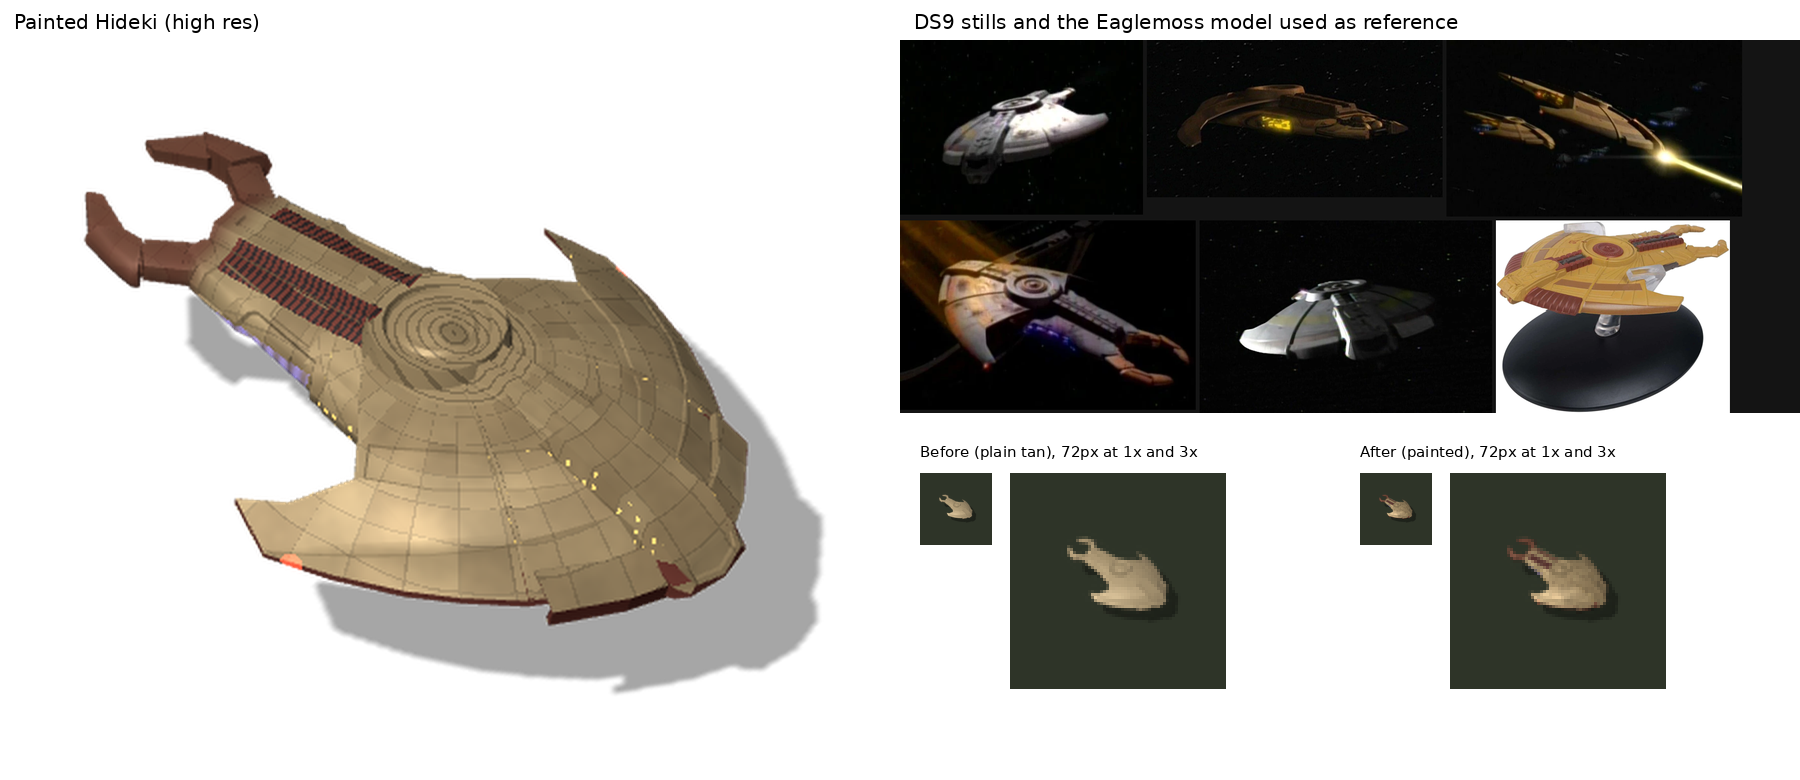 Painted Hideki (high res)
DS9 stills and the Eaglemoss model used as reference
Before (plain tan), 72px at 1x and 3x
After (painted), 72px at 1x and 3x